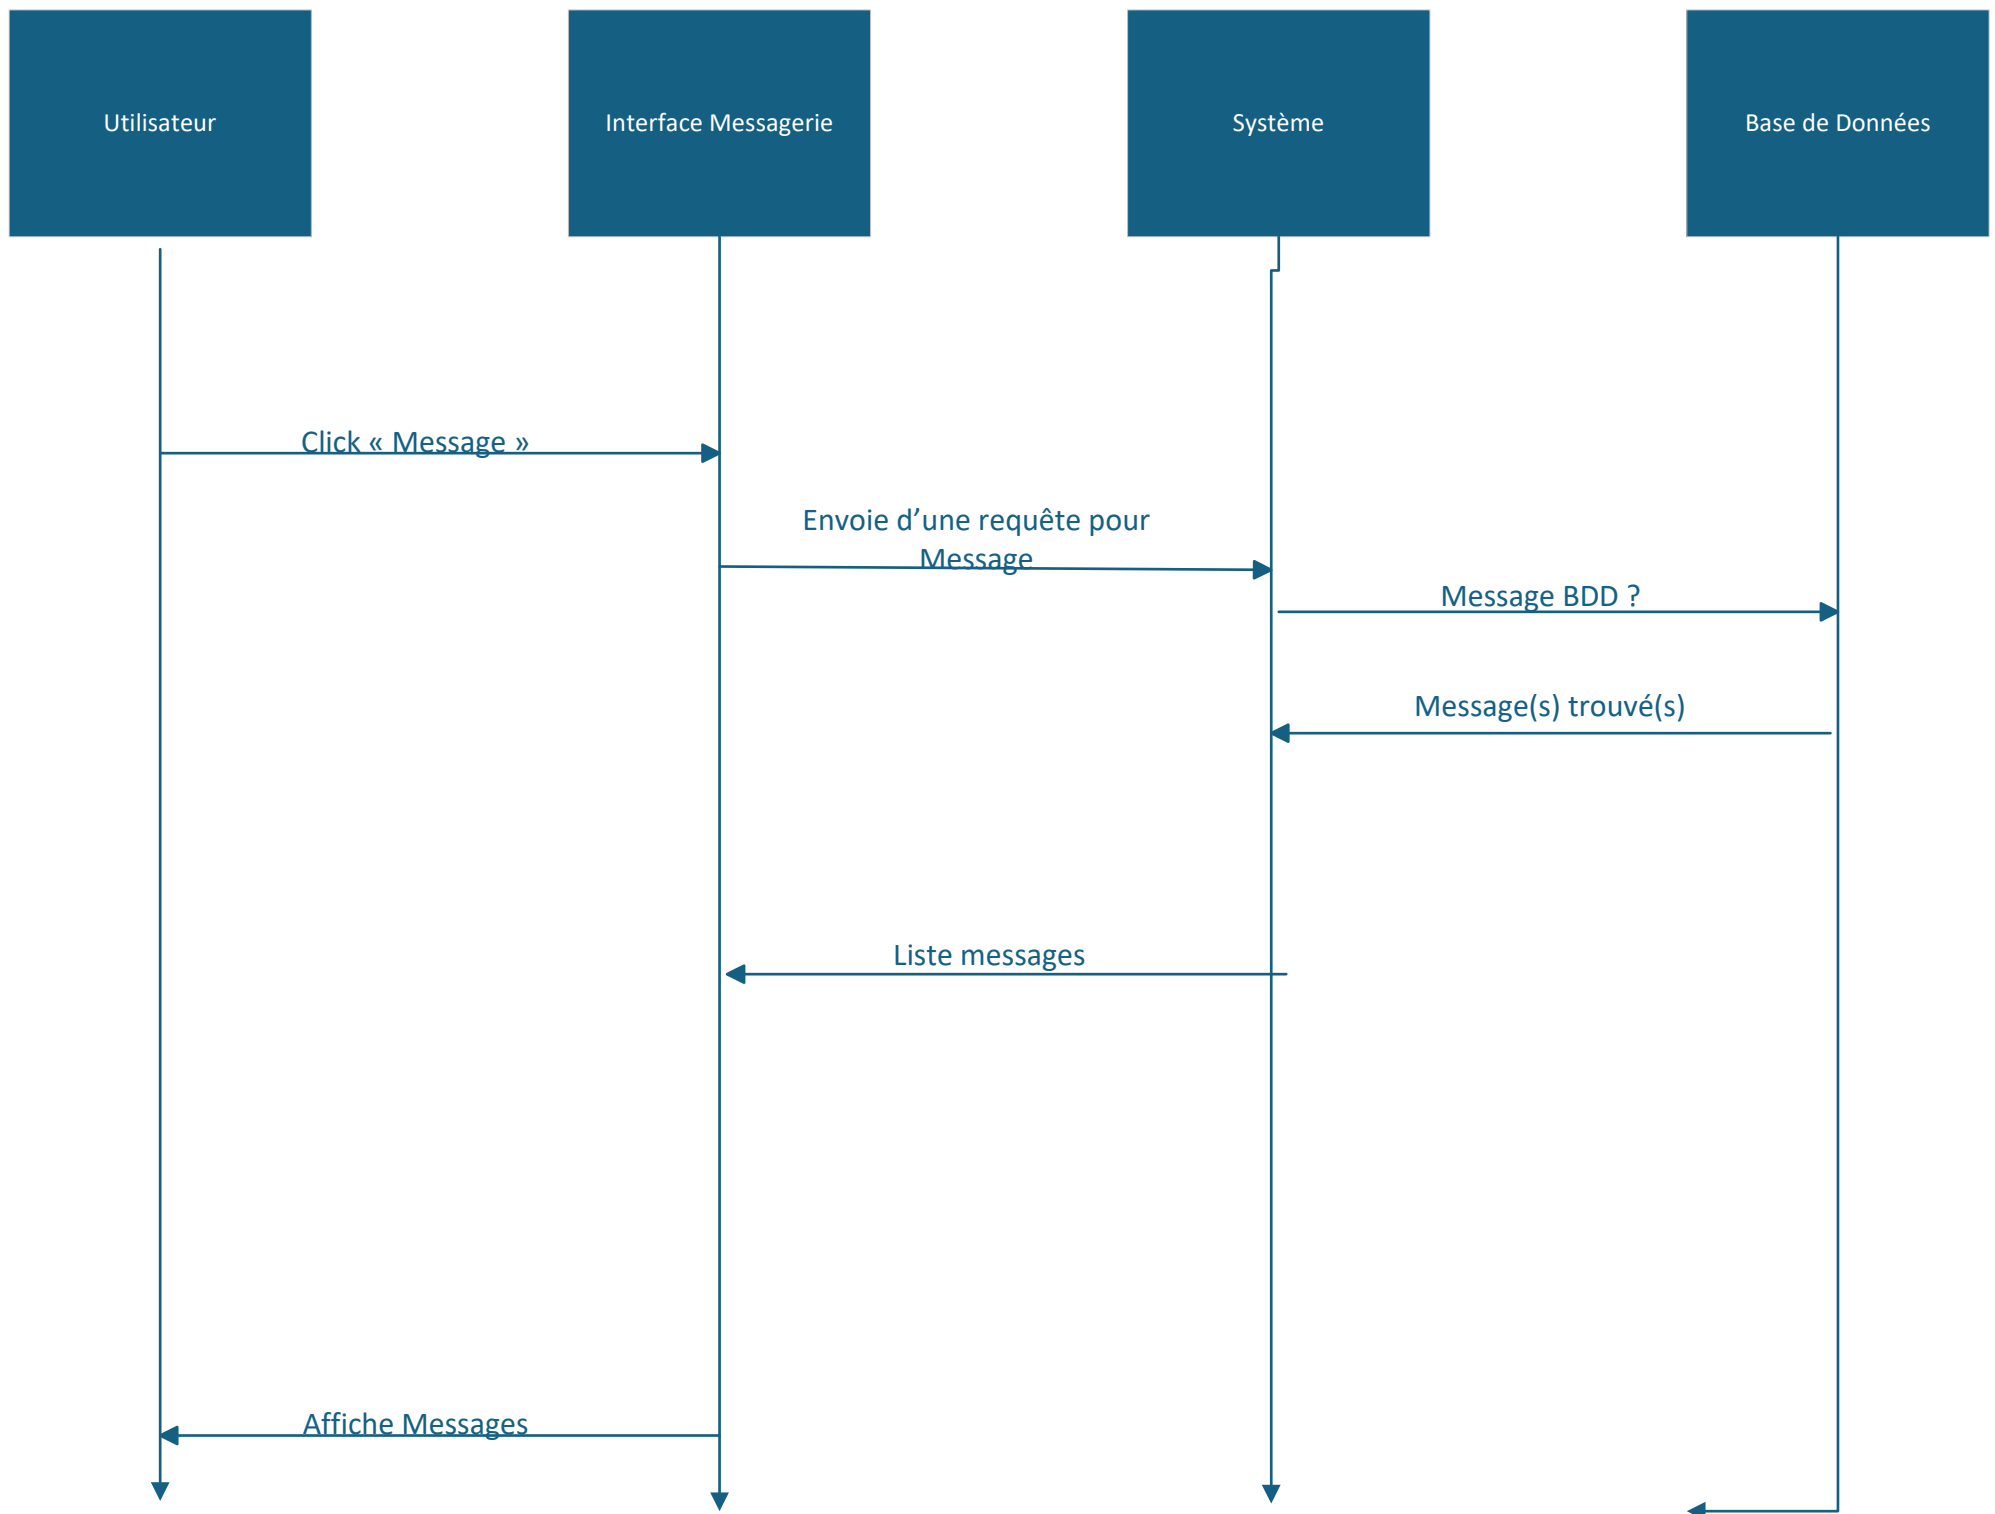 Utilisateur
Interface Messagerie
Système
Base de Données
Click « Message »
Envoie d’une requête pour
Message
Message BDD ?
Message(s) trouvé(s)
Liste messages
Affiche Messages